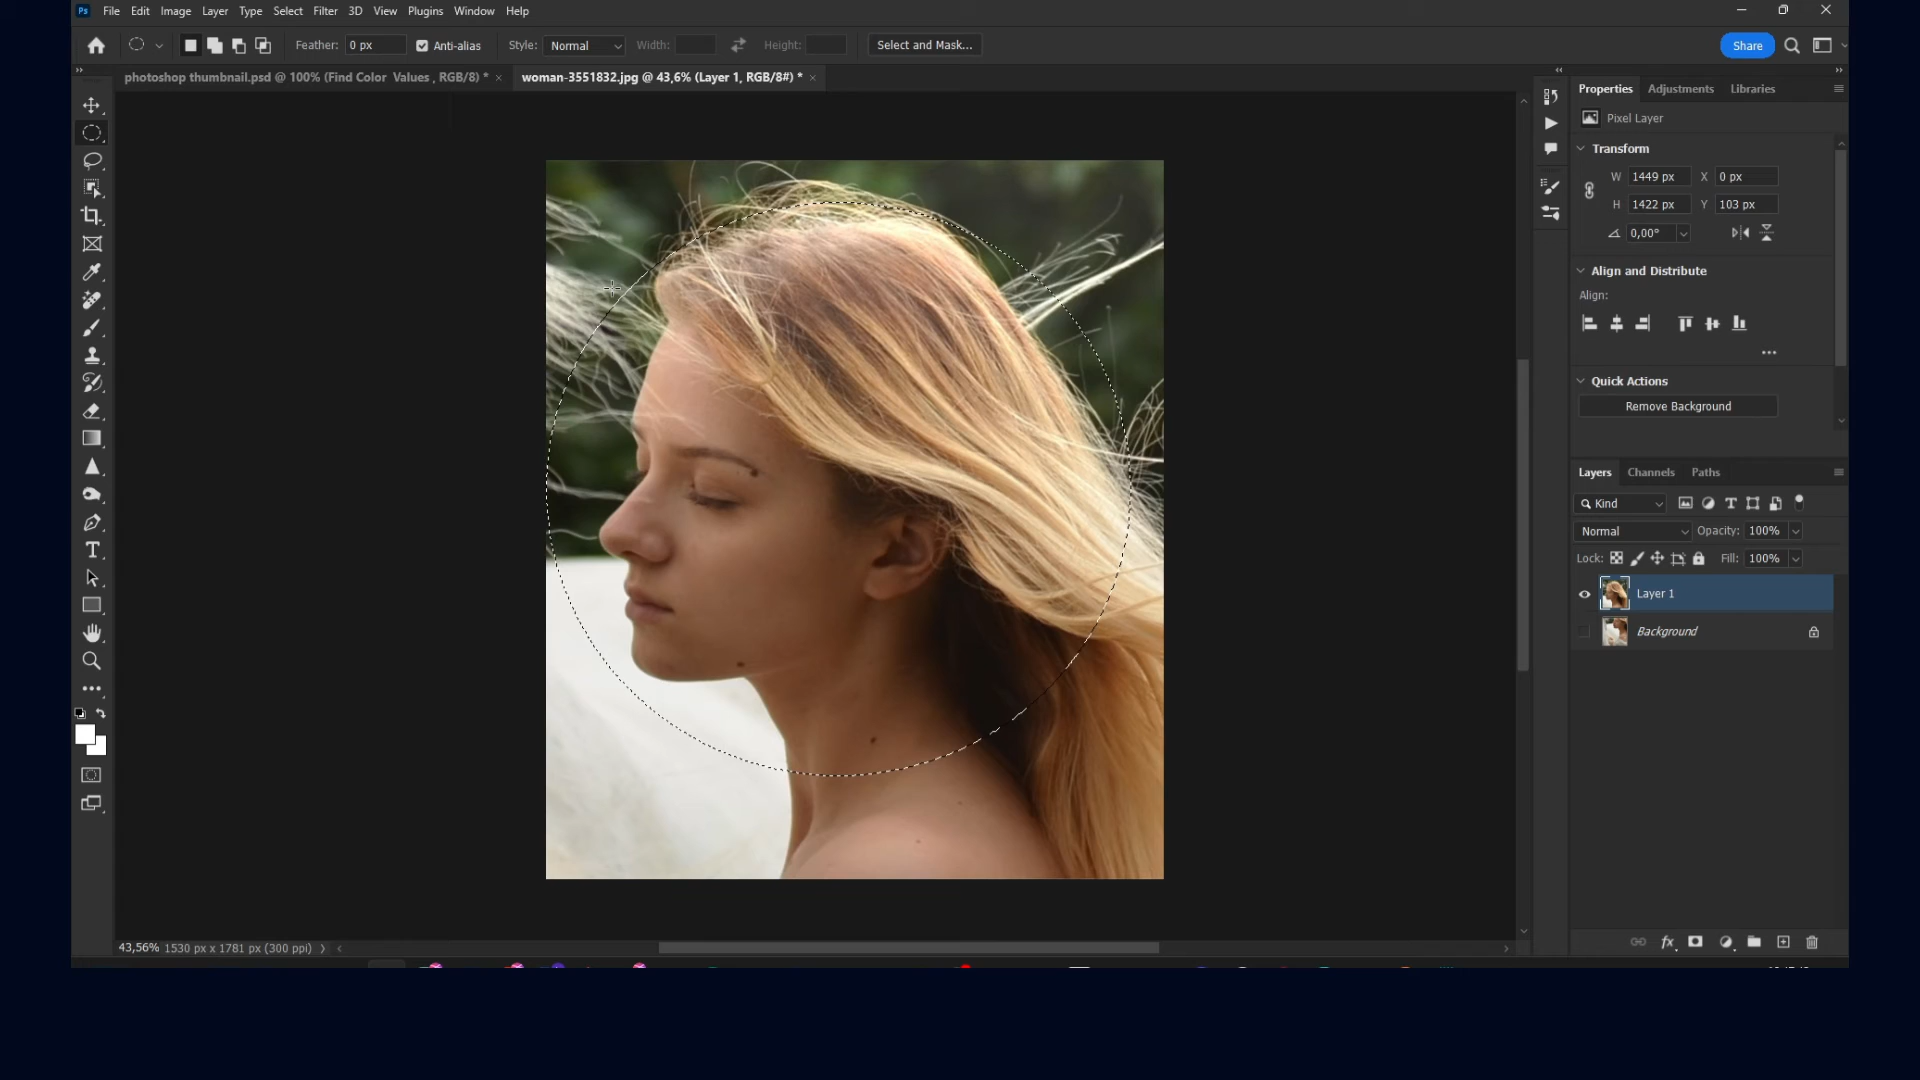 Ps File Edit Image Layer Type Select Filter 3D View Plugins Window Help
Feather: 0 px Anti-alias Style: Normal Width: Height: Select and Mask... Share
photoshop thumbnail.psd @ 100% (Find Color Values , RGB/8) * × woman-3551832.jpg @ 43,6% (Layer 1, RGB/8#) * ×
Properties Adjustments Libraries
Pixel Layer
Transform
W 1449 px X 0 px
H 1422 px Y 103 px
0,00°
Align and Distribute
Align:
Quick Actions
Remove Background
Layers Channels Paths
Kind
Normal Opacity: 100%
Lock: Fill: 100%
Layer 1
Background
43,56% 1530 px x 1781 px (300 ppi)